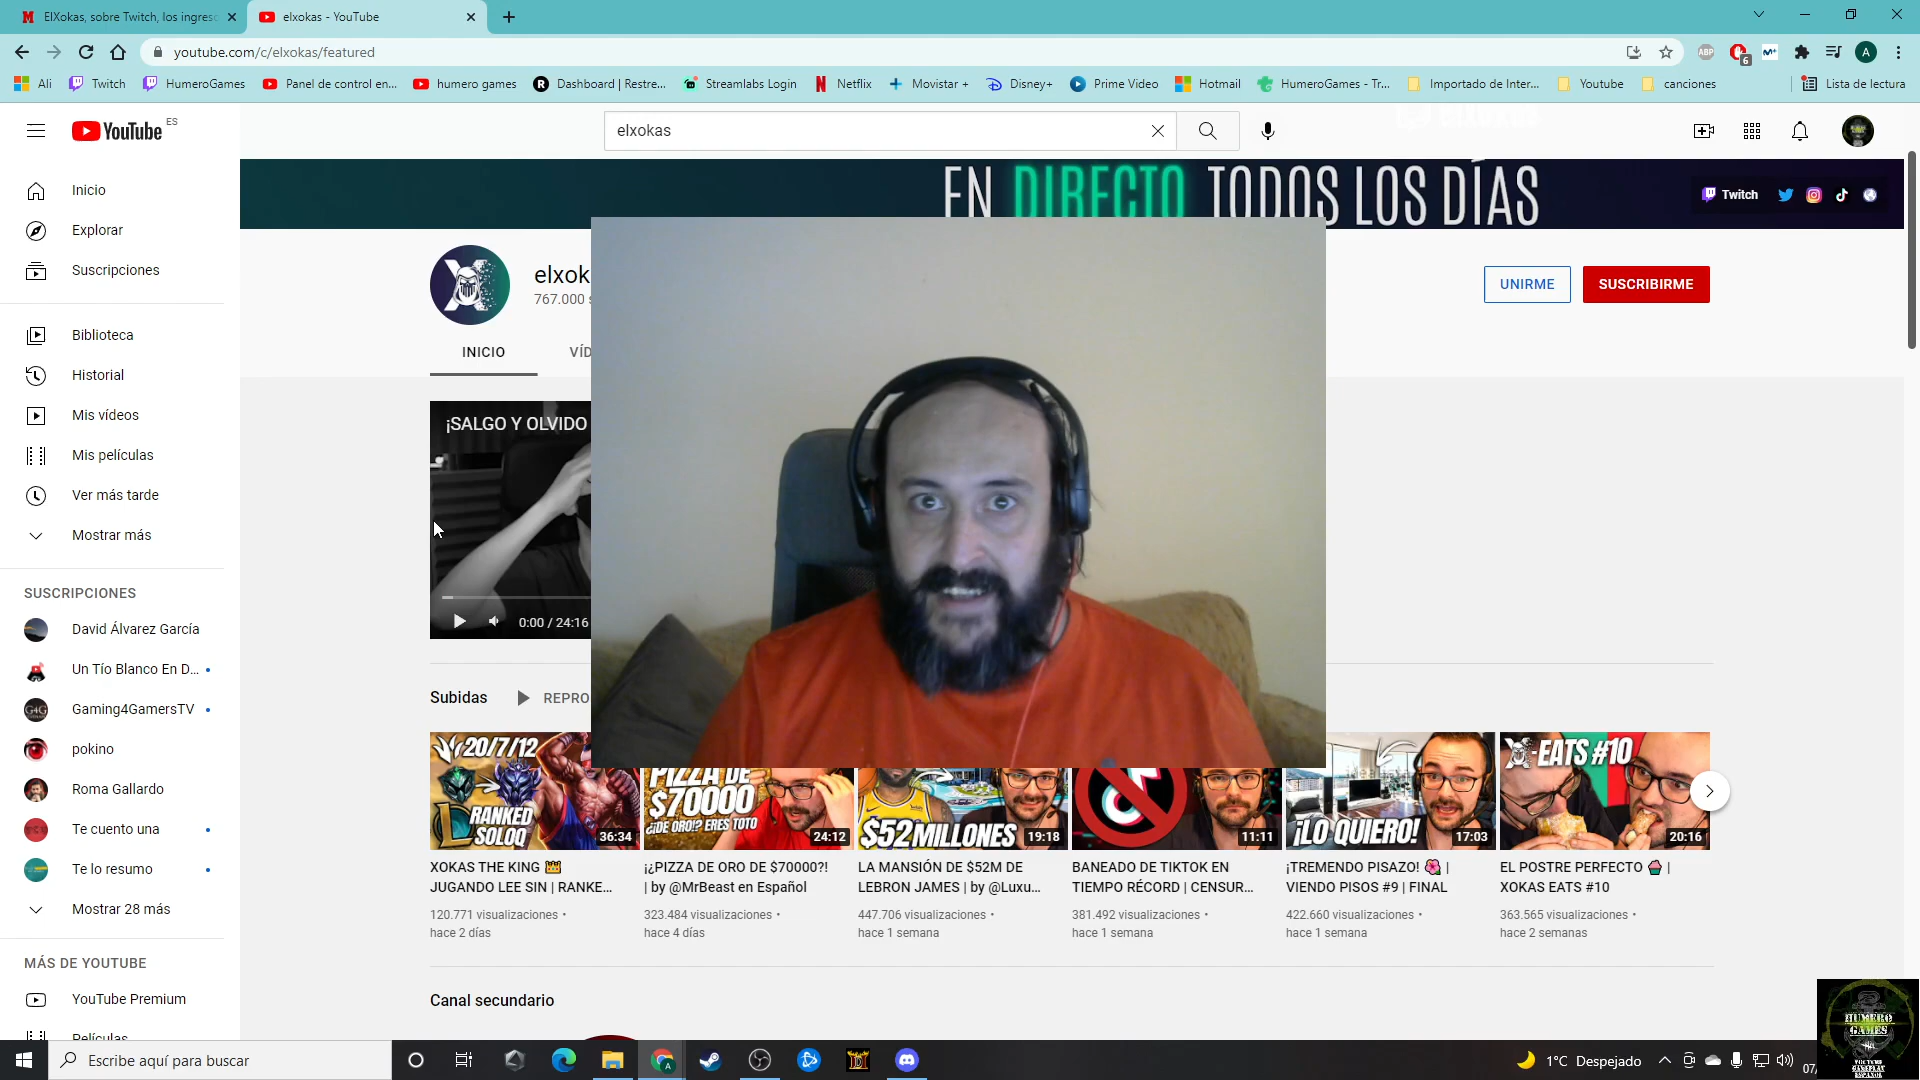 ElXokas, sobre Twitch, los ingres
elxokas - YouTube
youtube.com/c/elxokas/featured
ABP
6
A
Ali
Twitch
HumeroGames
Panel de control en...
humero games
Dashboard | Restre...
Streamlabs Login
Netflix
Movistar +
Disney+
Prime Video
Hotmail
HumeroGames - Tr...
Importado de Inter...
Youtube
canciones
Lista de lectura
YouTube ES
elxokas
Inicio
Explorar
Suscripciones
Biblioteca
Historial
Mis vídeos
Mis películas
Ver más tarde
Mostrar más
SUSCRIPCIONES
David Álvarez García
Un Tío Blanco En D...
Gaming4GamersTV
pokino
Roma Gallardo
Te cuento una
Te lo resumo
Mostrar 28 más
MÁS DE YOUTUBE
YouTube Premium
Películas
EN DIRECTO TODOS LOS DÍAS
Twitch
elxok
767.000 s
UNIRME
SUSCRIBIRME
INICIO
VÍD
¡SALGO Y OLVIDO
0:00 / 24:16
Subidas
REPRO
20/7/12
RANKED
SOLOQ
36:34
PIZZA DE
$70000
¿¡DE ORO!? ERES TOTO
24:12
$52MILLONES
19:18
11:11
¡LO QUIERO!
17:03
EATS #10
20:16
XOKAS THE KING 👑
JUGANDO LEE SIN | RANKE...
120.771 visualizaciones •
hace 2 días
¡¿PIZZA DE ORO DE $70000?!
| by @MrBeast en Español
323.484 visualizaciones •
hace 4 días
LA MANSIÓN DE $52M DE
LEBRON JAMES | by @Luxu...
447.706 visualizaciones •
hace 1 semana
BANEADO DE TIKTOK EN
TIEMPO RÉCORD | CENSUR...
381.492 visualizaciones •
hace 1 semana
¡TREMENDO PISAZO! 🌺 |
VIENDO PISOS #9 | FINAL
422.660 visualizaciones •
hace 1 semana
EL POSTRE PERFECTO 🧁 |
XOKAS EATS #10
363.565 visualizaciones •
hace 2 semanas
Canal secundario
HUMERO
GAMES
YOUTUBE
GAMEPLAY
ESPAÑOL
Escribe aquí para buscar
1°C Despejado
07/